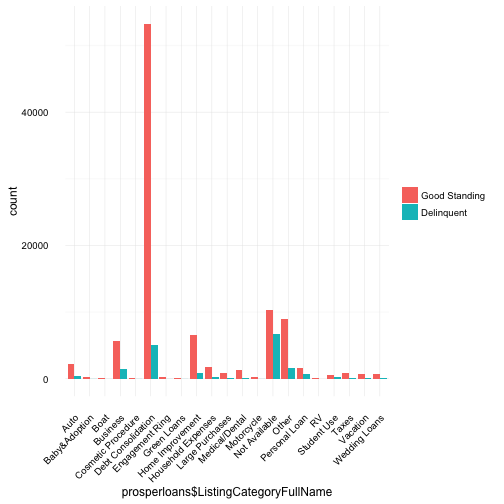 40000
20000
0
count
Good Standing
Delinquent
Auto
Baby&Adoption
Boat
Business
Cosmetic Procedure
Debt Consolidation
Engagement Ring
Green Loans
Home Improvement
Household Expenses
Large Purchases
Medical/Dental
Motorcycle
Not Available
Other
Personal Loan
RV
Student Use
Taxes
Vacation
Wedding Loans
prosperloans$ListingCategoryFullName